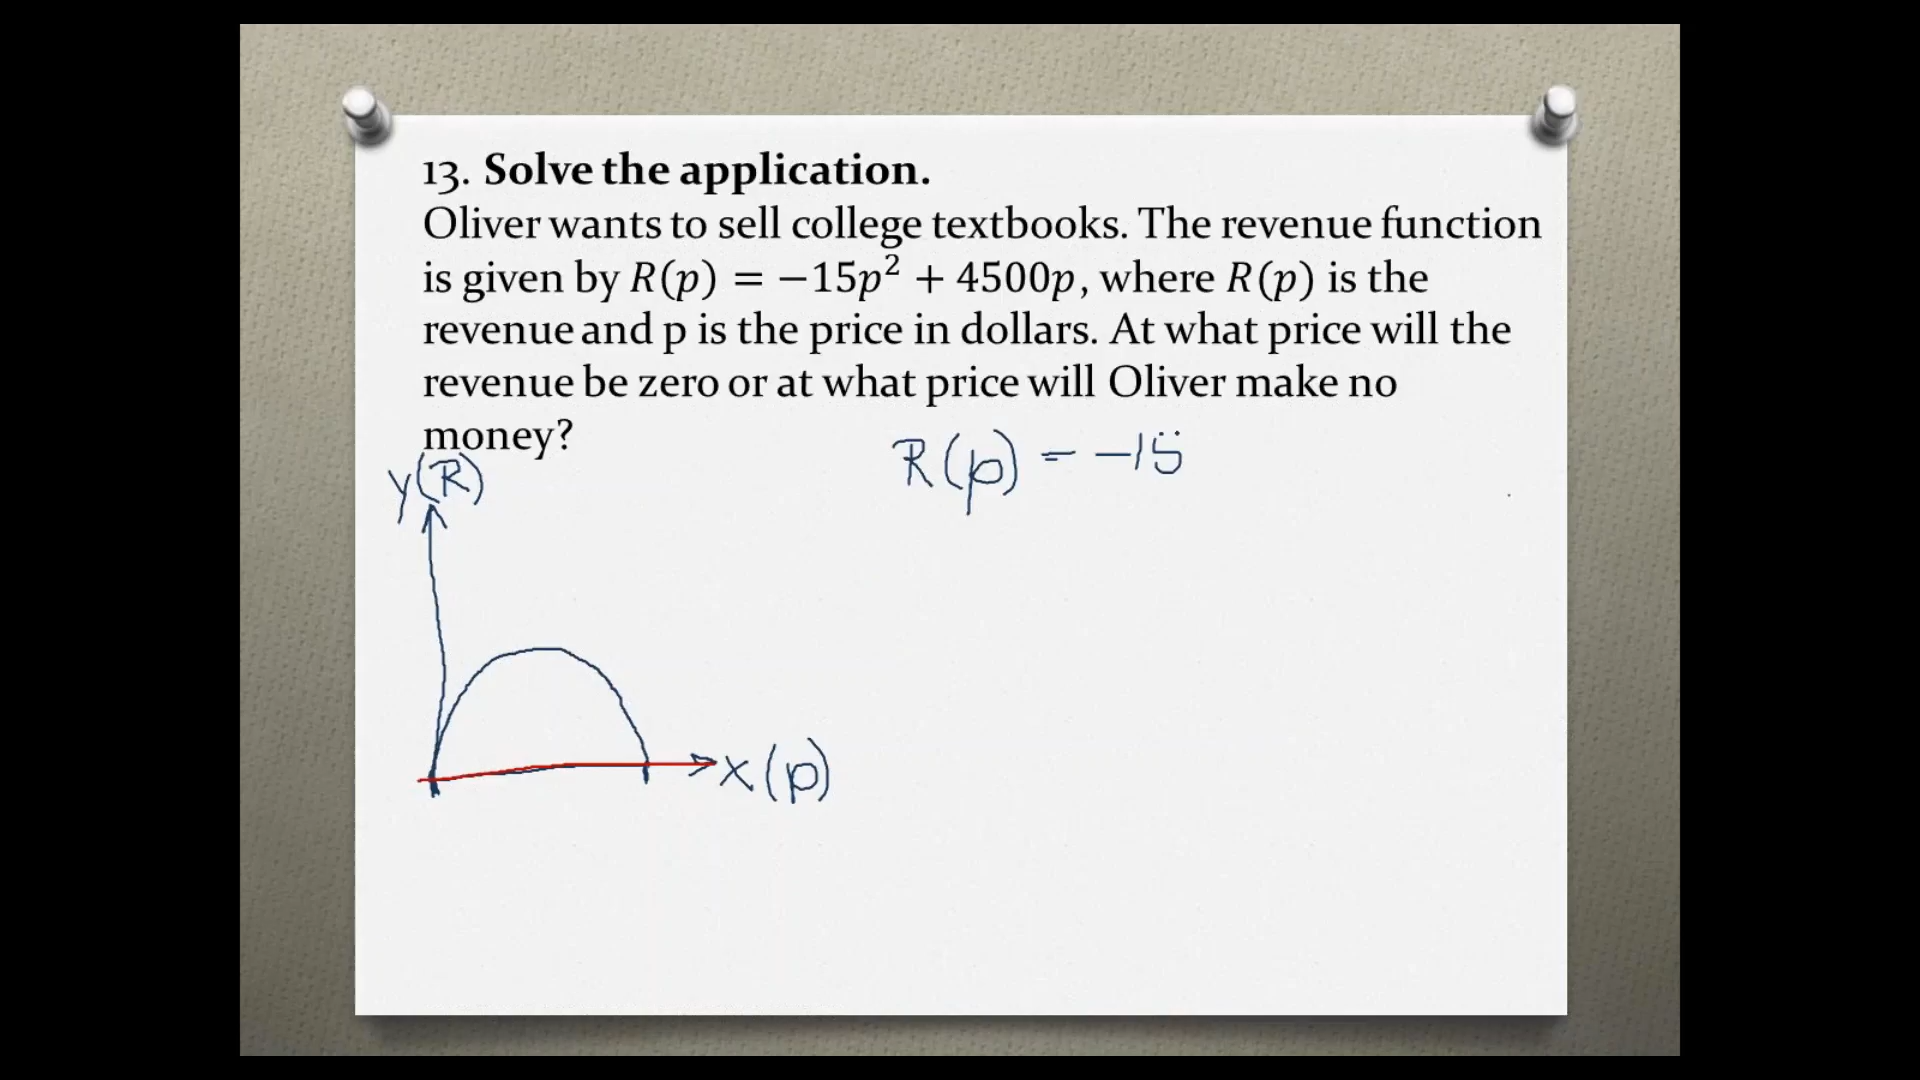 13. Solve the application.
Oliver wants to sell college textbooks. The revenue function
is given by R(p) = −15p² + 4500p, where R(p) is the
revenue and p is the price in dollars. At what price will the
revenue be zero or at what price will Oliver make no
money?
R(p) = -15
y(R)
x(p)